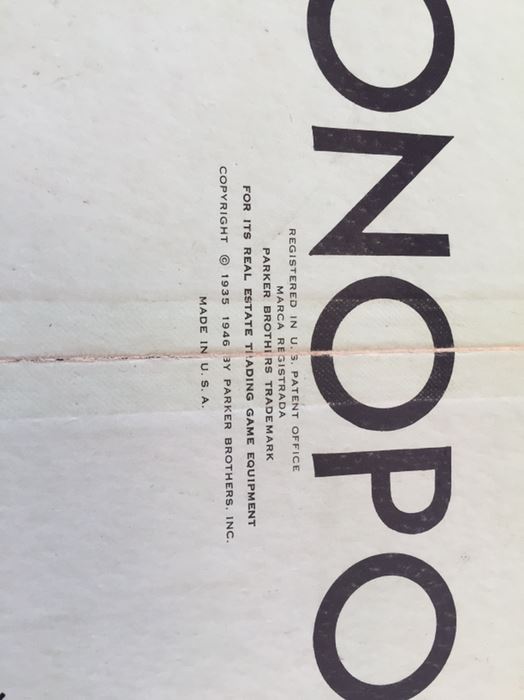 ONOPO
REGISTERED IN U. S. PATENT OFFICE
MARCA REGISTRADA
PARKER BROTHERS TRADEMARK
FOR ITS REAL ESTATE TRADING GAME EQUIPMENT
COPYRIGHT © 1935 1946 BY PARKER BROTHERS, INC.
MADE IN U. S. A.